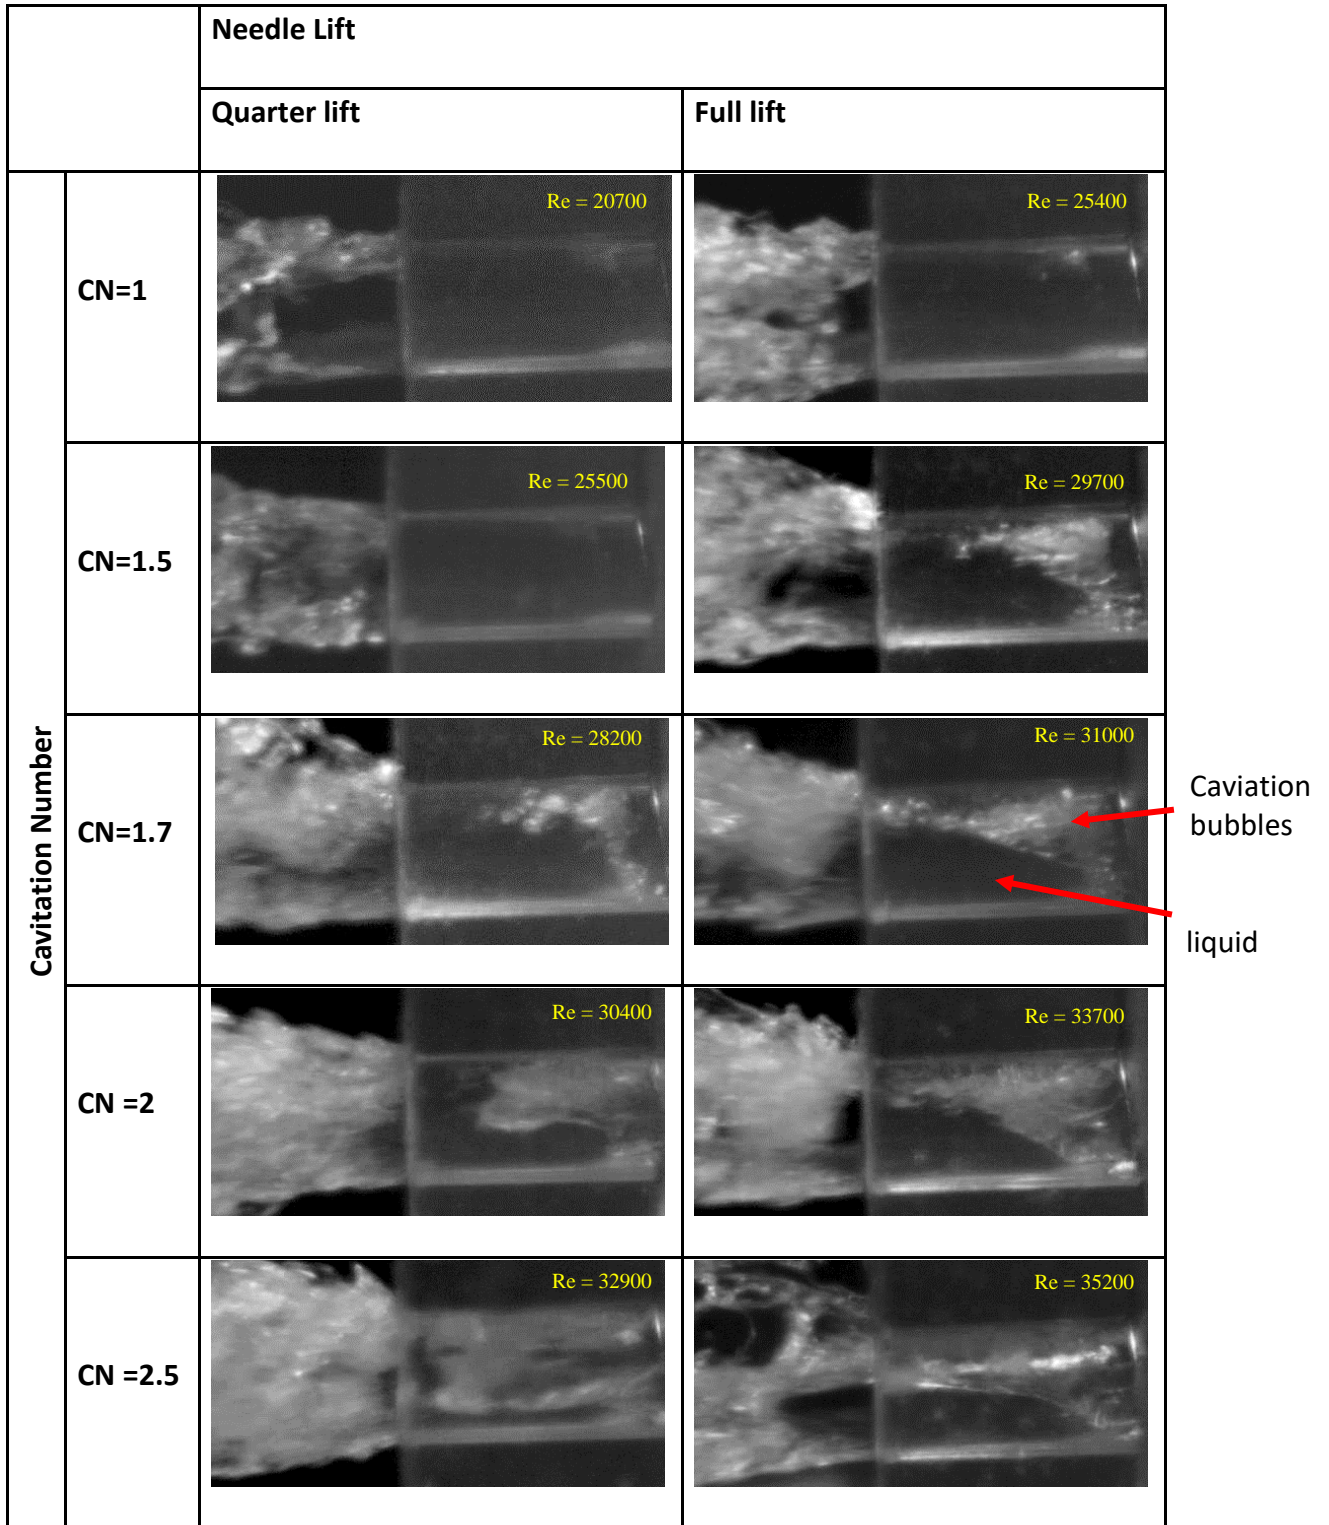 Needle Lift
Quarter lift
Full lift
Cavitation Number
CN=1
Re = 20700
Re = 25400
CN=1.5
Re = 25500
Re = 29700
CN=1.7
Re = 28200
Re = 31000
Caviation
bubbles
liquid
CN =2
Re = 30400
Re = 33700
CN =2.5
Re = 32900
Re = 35200